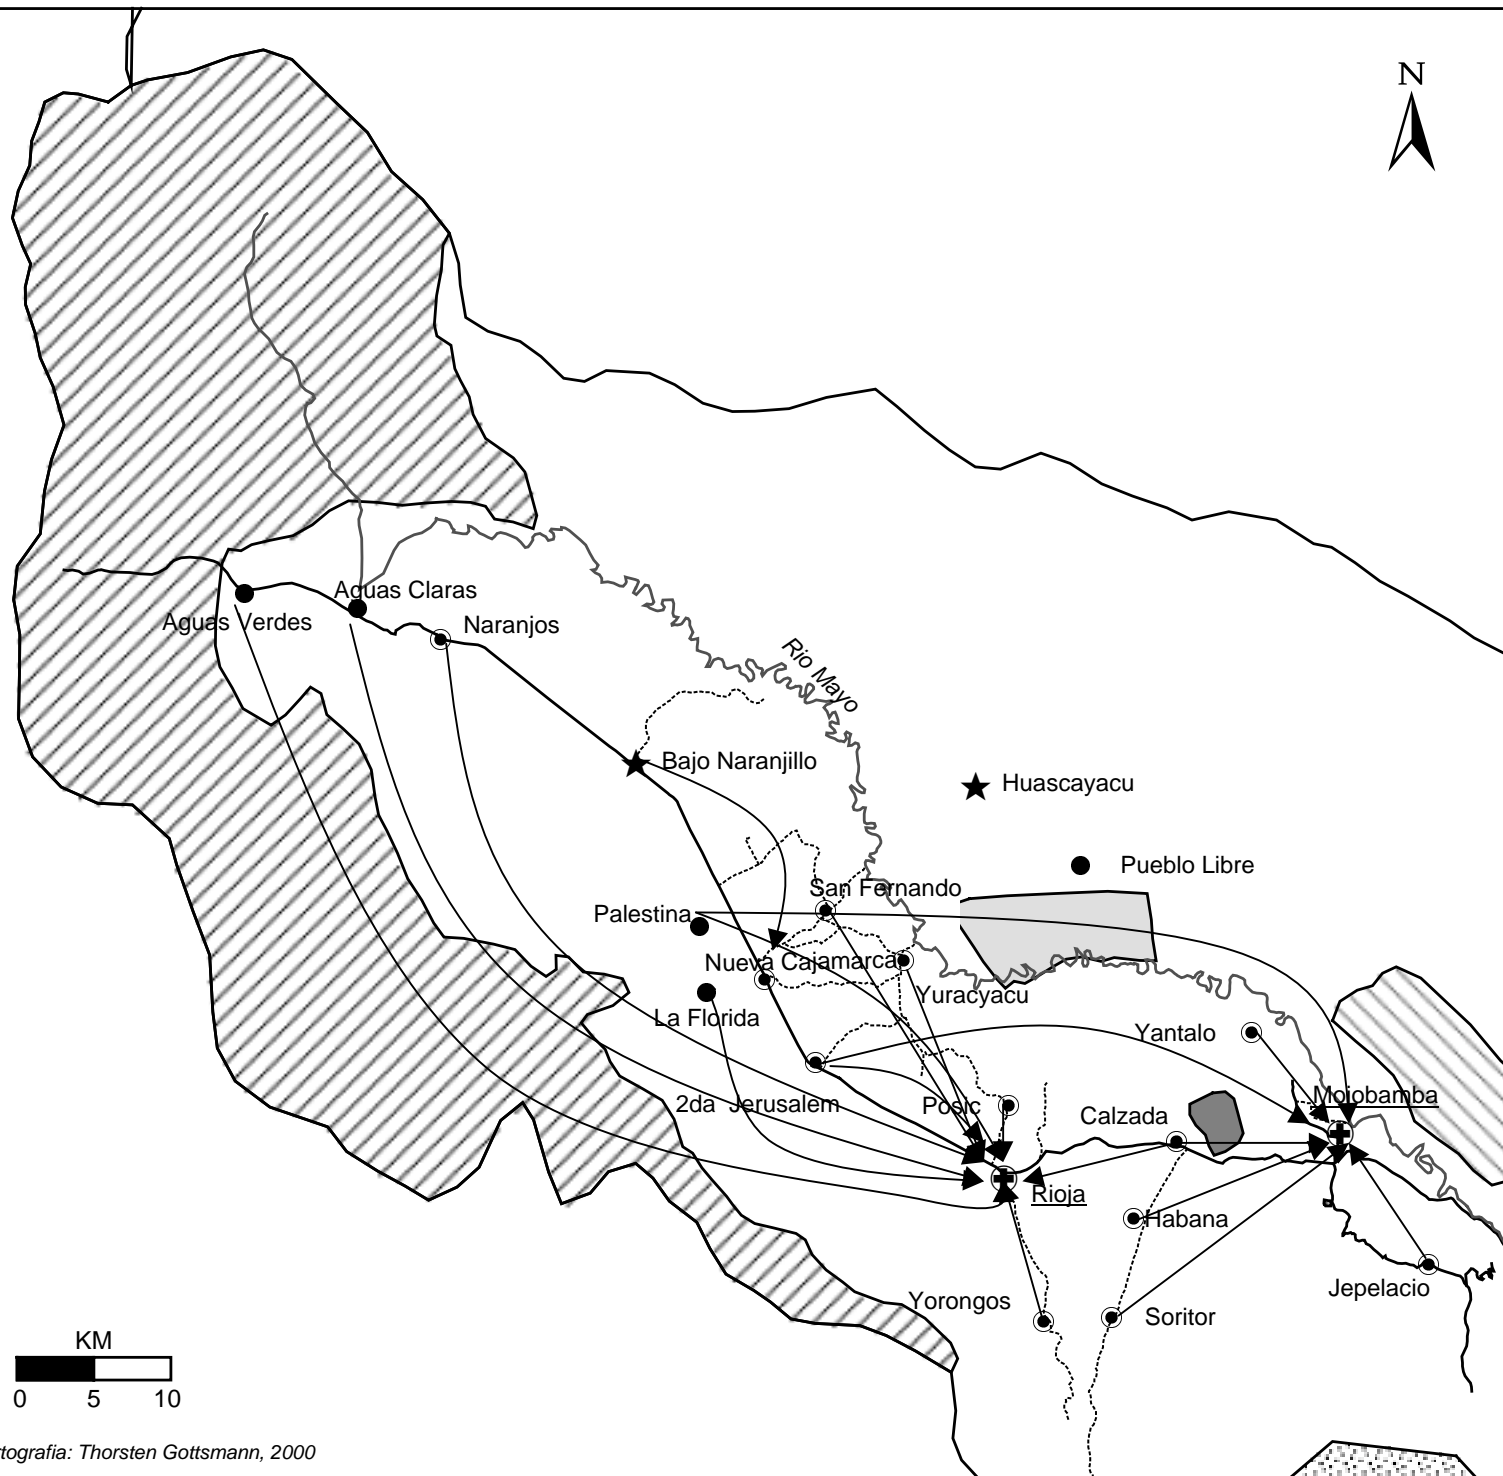 N
Aguas Claras
Aguas Verdes
Naranjos
Rio Mayo
Bajo Naranjillo
Huascayacu
Pueblo Libre
San Fernando
Palestina
Nueva Cajamarca
Yuracyacu
La Florida
Yantalo
Mojobamba
2da Jerusalem
Posic
Calzada
Rioja
Habana
Jepelacio
Yorongos
Soritor
KM
0 5 10
tografia: Thorsten Gottsmann, 2000